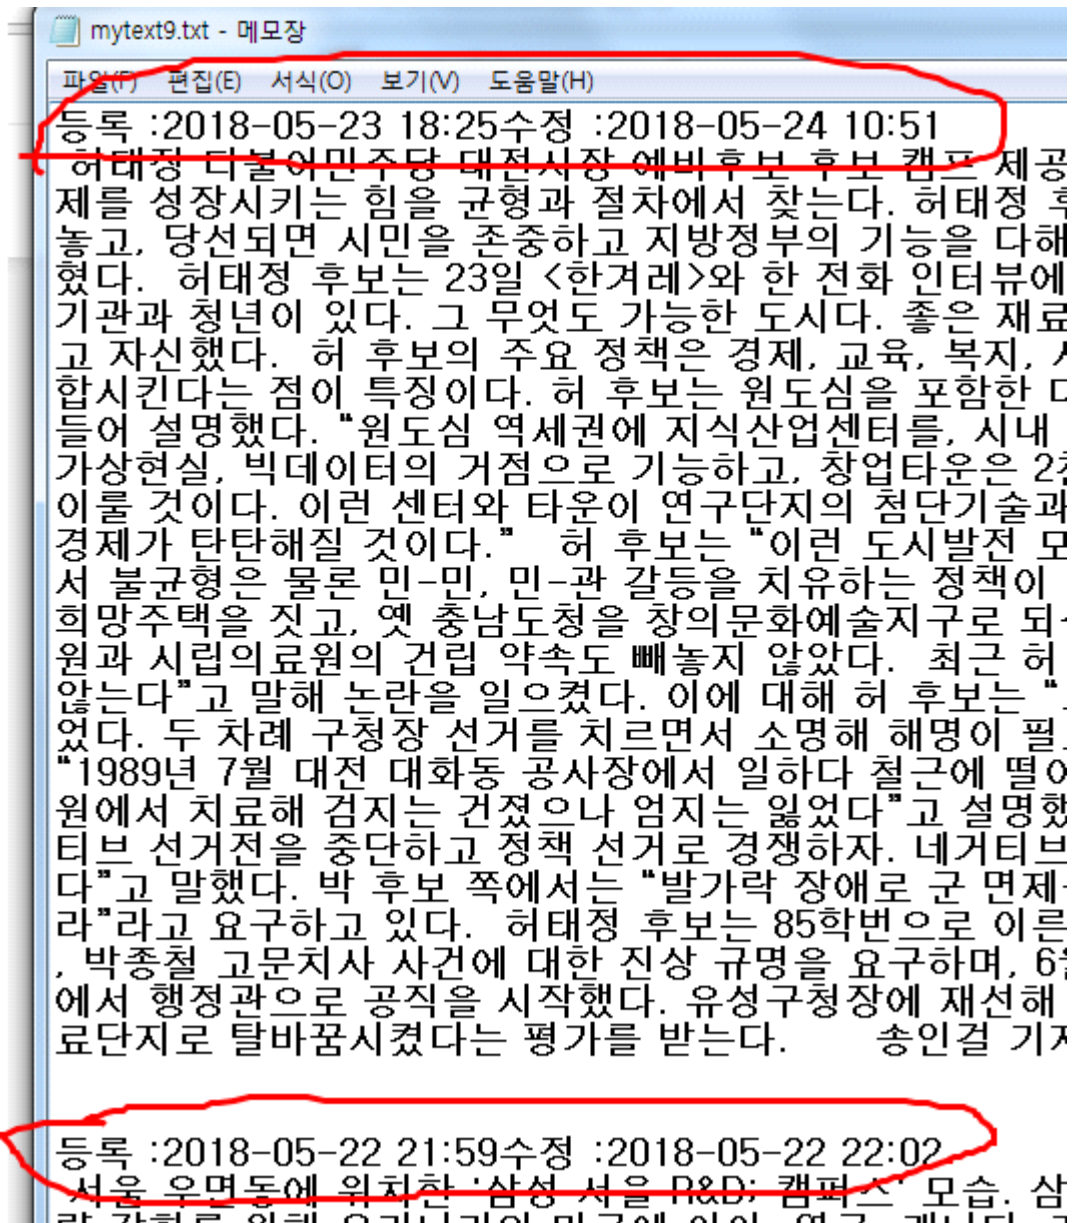 mytext9.txt - 메모장
파일(F) 편집(E) 서식(O) 보기(V) 도움말(H)
등록 :2018-05-23 18:25수정 :2018-05-24 10:51
허태정 더불어민주당 대전시장 예비후보 후보 캠프 제공
제를 성장시키는 힘을 균형과 절차에서 찾는다. 허태정
놓고, 당선되면 시민을 존중하고 지방정부의 기능을 다해
혔다. 허태정 후보는 23일 <한겨레>와 한 전화 인터뷰에
기관과 청년이 있다. 그 무엇도 가능한 도시다. 좋은 재료
고 자신했다. 허 후보의 주요 정책은 경제, 교육, 복지,
합시킨다는 점이 특징이다. 허 후보는 원도심을 포함한
들어 설명했다. “원도심 역세권에 지식산업센터를, 시내
가상현실, 빅데이터의 거점으로 기능하고, 창업타운은 2천
이룰 것이다. 이런 센터와 타운이 연구단지의 첨단기술과
경제가 탄탄해질 것이다.” 허 후보는 “이런 도시발전 모
서 불균형은 물론 민-민, 민-관 갈등을 치유하는 정책이
희망주택을 짓고, 옛 충남도청을 창의문화예술지구로 되
원과 시립의료원의 건립 약속도 빼놓지 않았다. 최근 허
않는다”고 말해 논란을 일으켰다. 이에 대해 허 후보는 “
었다. 두 차례 구청장 선거를 치르면서 소명해 해명이 필
“1989년 7월 대전 대화동 공사장에서 일하다 철근에 떨어
원에서 치료해 검지는 건졌으나 엄지는 잃었다”고 설명했
티브 선거전을 중단하고 정책 선거로 경쟁하자. 네거티브
다”고 말했다. 박 후보 쪽에서는 “발가락 장애로 군 면제
라”라고 요구하고 있다. 허태정 후보는 85학번으로 이른
, 박종철 고문치사 사건에 대한 진상 규명을 요구하며, 6월
에서 행정관으로 공직을 시작했다. 유성구청장에 재선해
료단지로 탈바꿈시켰다는 평가를 받는다. 송인걸 기자
등록 :2018-05-22 21:59수정 :2018-05-22 22:02
서울 우면동에 위치한 ‘삼성 서울 R&D; 캠퍼스’ 모습. 삼